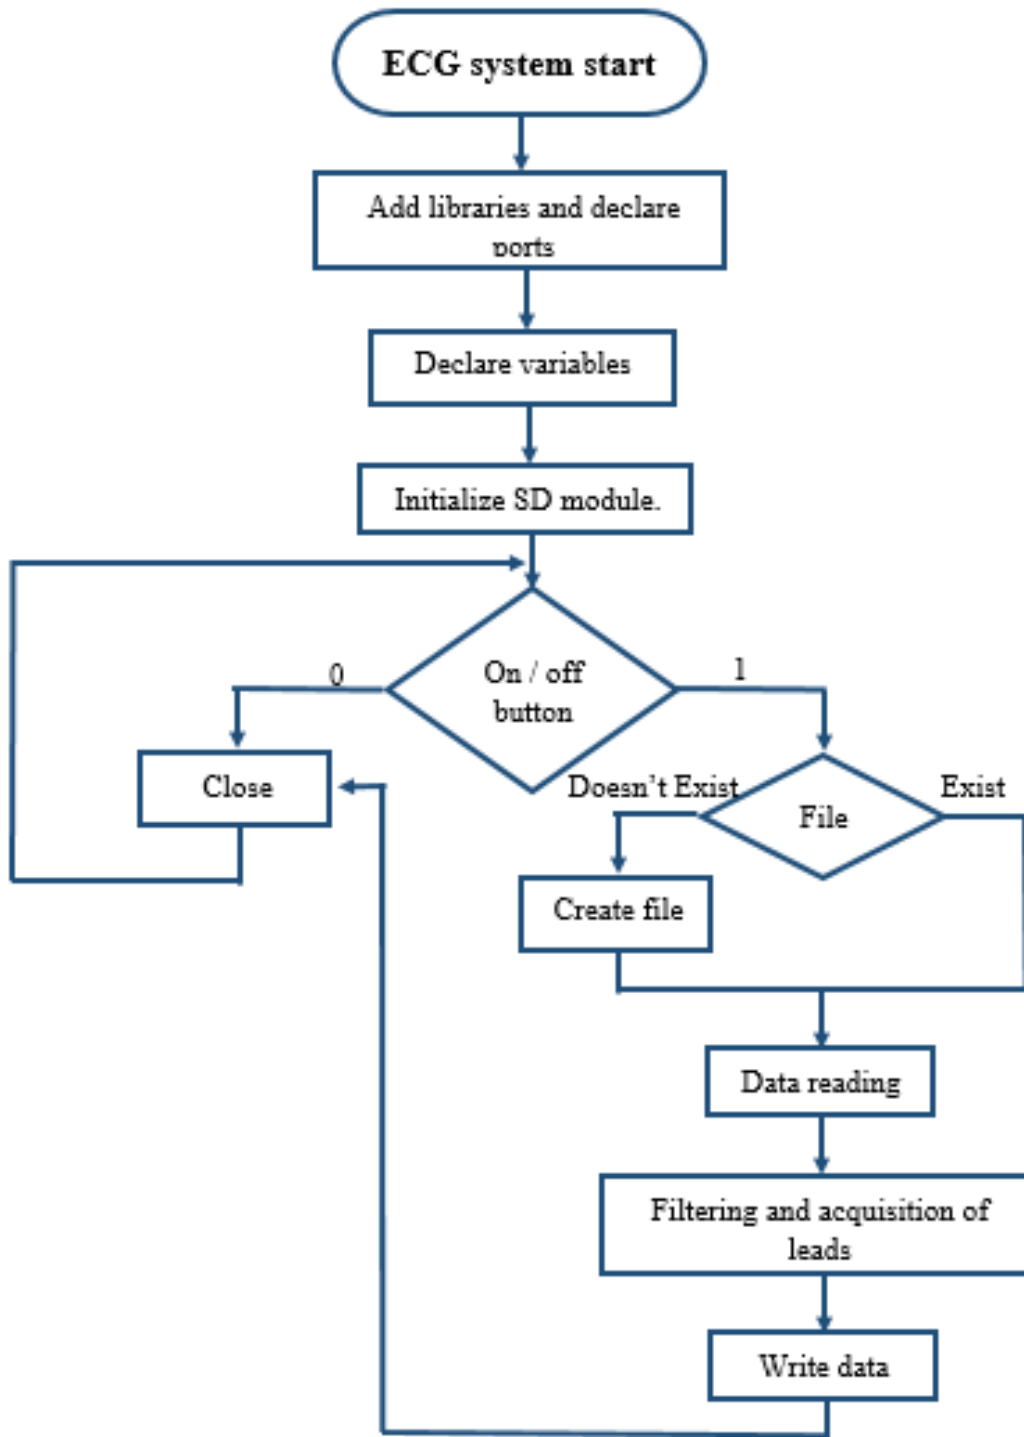 ECG system start
Add libraries and declare
ports
Declare variables
Initialize SD module.
0
On / off
button
1
Close
Doesn't Exist
File
Exist
Create file
Data reading
Filtering and acquisition of
leads
Write data